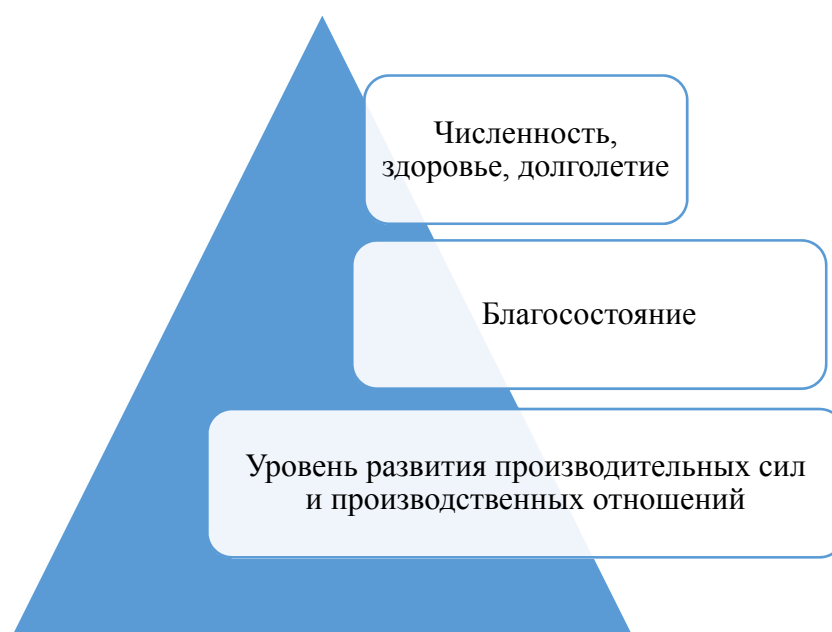 Численность,
здоровье, долголетие
Благосостояние
Уровень развития производительных сил
и производственных отношений